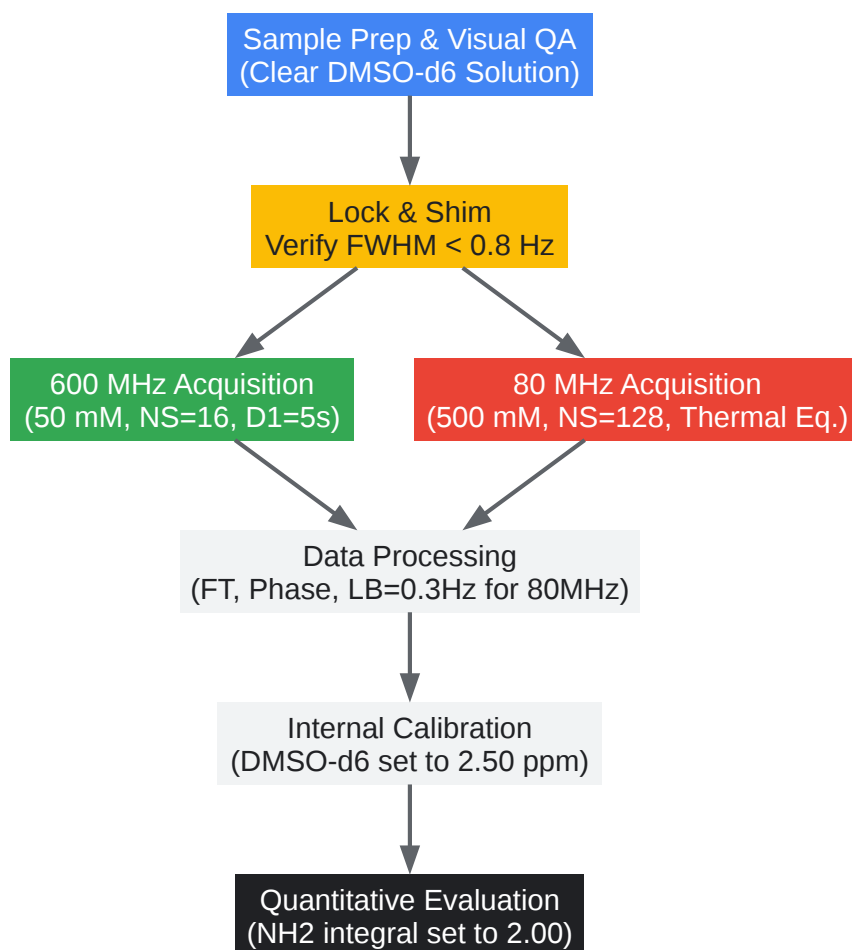 Sample Prep & Visual QA
(Clear DMSO-d6 Solution)
Lock & Shim
Verify FWHM < 0.8 Hz
600 MHz Acquisition
(50 mM, NS=16, D1=5s)
80 MHz Acquisition
(500 mM, NS=128, Thermal Eq.)
Data Processing
(FT, Phase, LB=0.3Hz for 80MHz)
Internal Calibration
(DMSO-d6 set to 2.50 ppm)
Quantitative Evaluation
(NH2 integral set to 2.00)